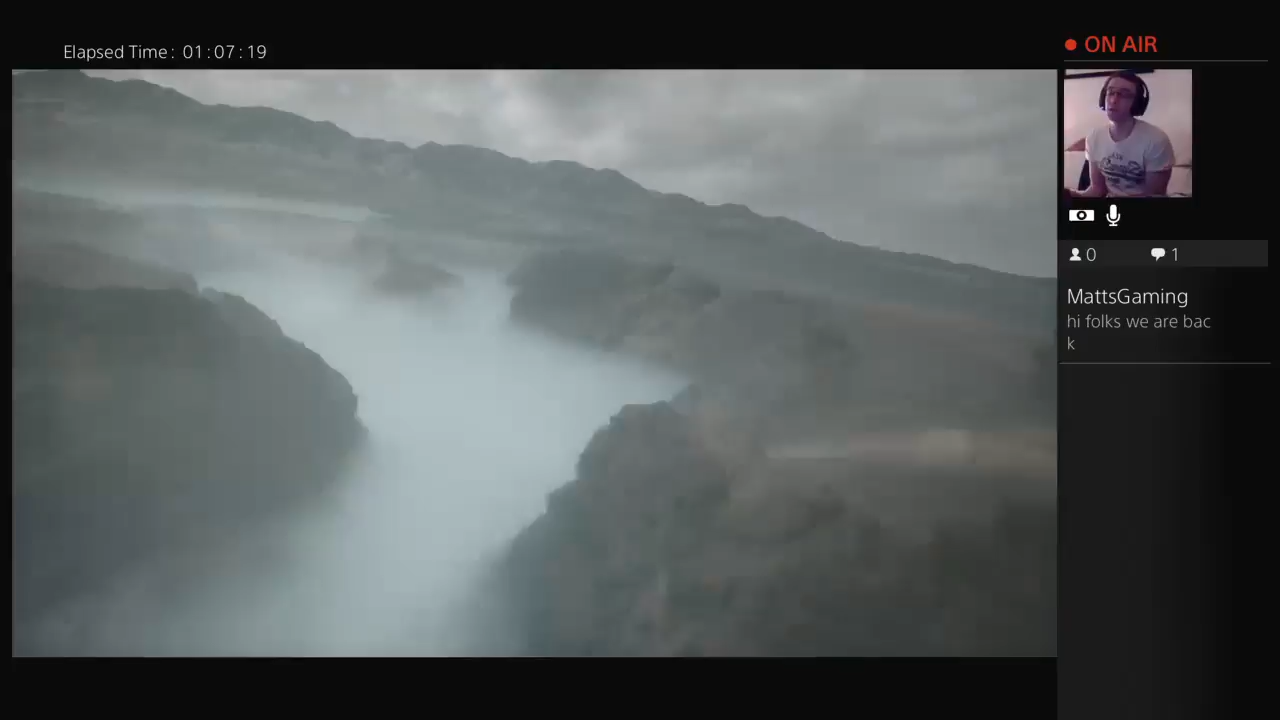 Elapsed Time: 01:07:19
ON AIR
0 1
MattsGaming
hi folks we are bac
k